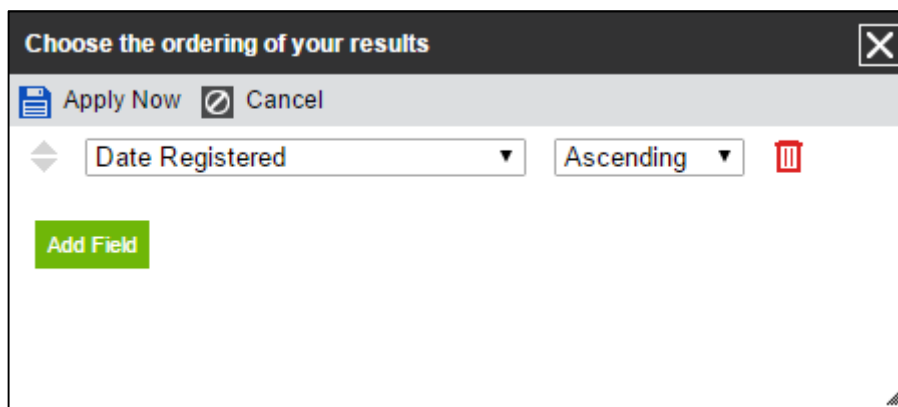 Choose the ordering of your results
Apply Now Cancel
Date Registered Ascending
Add Field